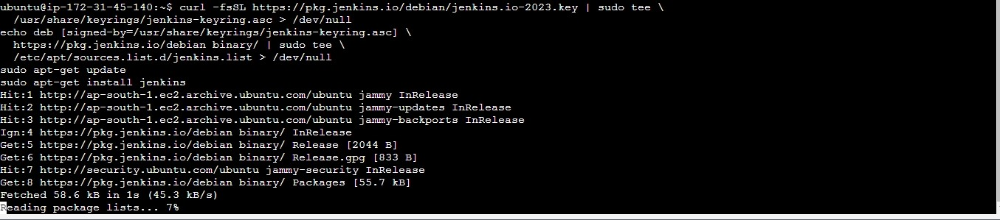 ubuntu@ip-172-31-45-140:~$ curl -fsSL https://pkg.jenkins.io/debian/jenkins.io-2023.key | sudo tee \
  /usr/share/keyrings/jenkins-keyring.asc > /dev/null
echo deb [signed-by=/usr/share/keyrings/jenkins-keyring.asc] \
  https://pkg.jenkins.io/debian binary/ | sudo tee \
  /etc/apt/sources.list.d/jenkins.list > /dev/null
sudo apt-get update
sudo apt-get install jenkins
Hit:1 http://ap-south-1.ec2.archive.ubuntu.com/ubuntu jammy InRelease
Hit:2 http://ap-south-1.ec2.archive.ubuntu.com/ubuntu jammy-updates InRelease
Hit:3 http://ap-south-1.ec2.archive.ubuntu.com/ubuntu jammy-backports InRelease
Ign:4 https://pkg.jenkins.io/debian binary/ InRelease
Get:5 https://pkg.jenkins.io/debian binary/ Release [2044 B]
Get:6 https://pkg.jenkins.io/debian binary/ Release.gpg [833 B]
Hit:7 http://security.ubuntu.com/ubuntu jammy-security InRelease
Get:8 https://pkg.jenkins.io/debian binary/ Packages [55.7 kB]
Fetched 58.6 kB in 1s (45.3 kB/s)
Reading package lists... 7%